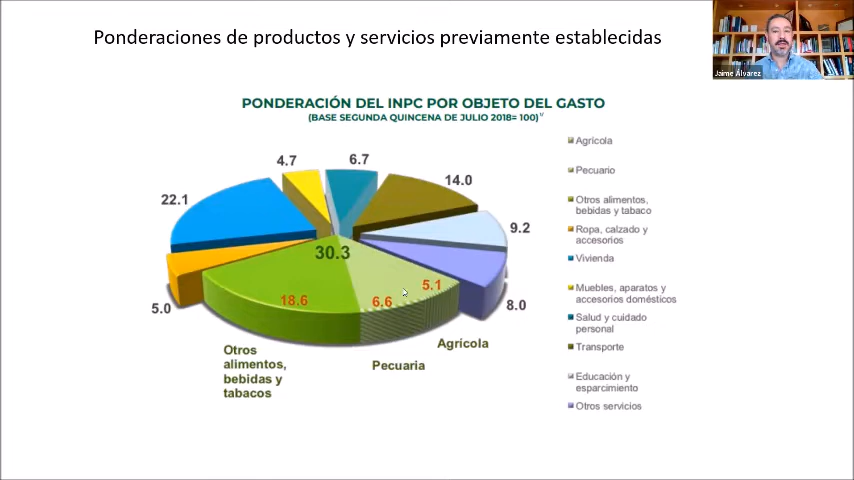 Ponderaciones de productos y servicios previamente establecidas
Jaime Álvarez
PONDERACIÓN DEL INPC POR OBJETO DEL GASTO
(BASE SEGUNDA QUINCENA DE JULIO 2018= 100)
4.7
6.7
14.0
22.1
9.2
30.3
5.1
18.6
6.6
5.0
8.0
Agrícola
Otros
alimentos,
bebidas y
tabacos
Pecuaria
Agrícola
Pecuario
Otros alimentos,
bebidas y tabaco
Ropa, calzado y
accesorios
Vivienda
Muebles, aparatos y
accesorios domésticos
Salud y cuidado
personal
Transporte
Educación y
esparcimiento
Otros servicios